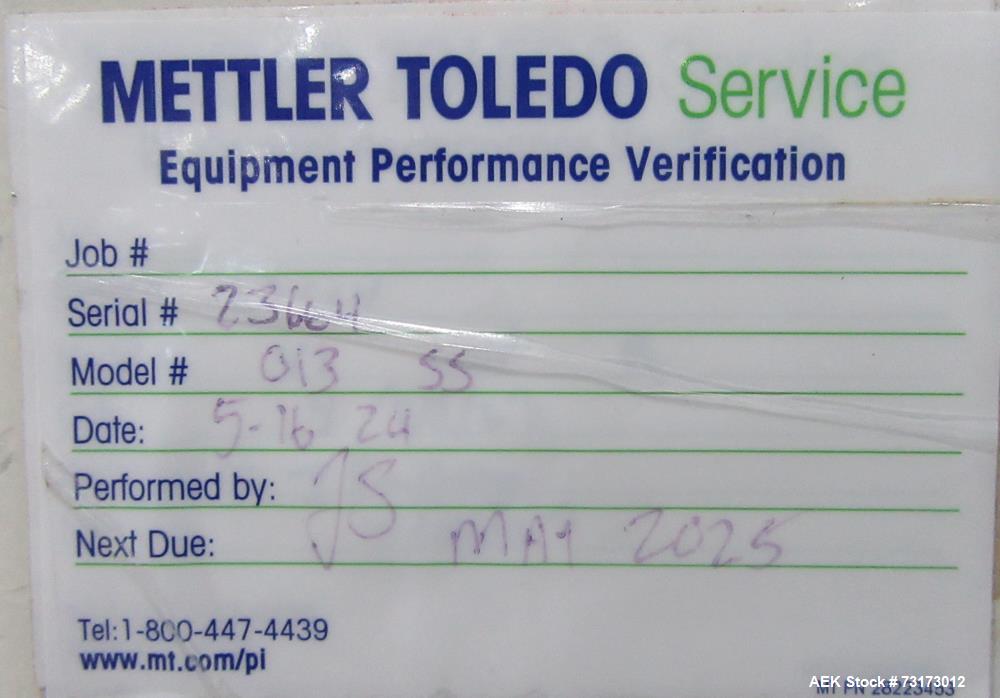 METTLER TOLEDO Service
Equipment Performance Verification
Job #
Serial # 23664
Model # 013 SS
Date: 5-16 24
Performed by: JS
Next Due: MAY 2025
Tel:1-800-447-4439
www.mt.com/pi
AEK Stock #73173012